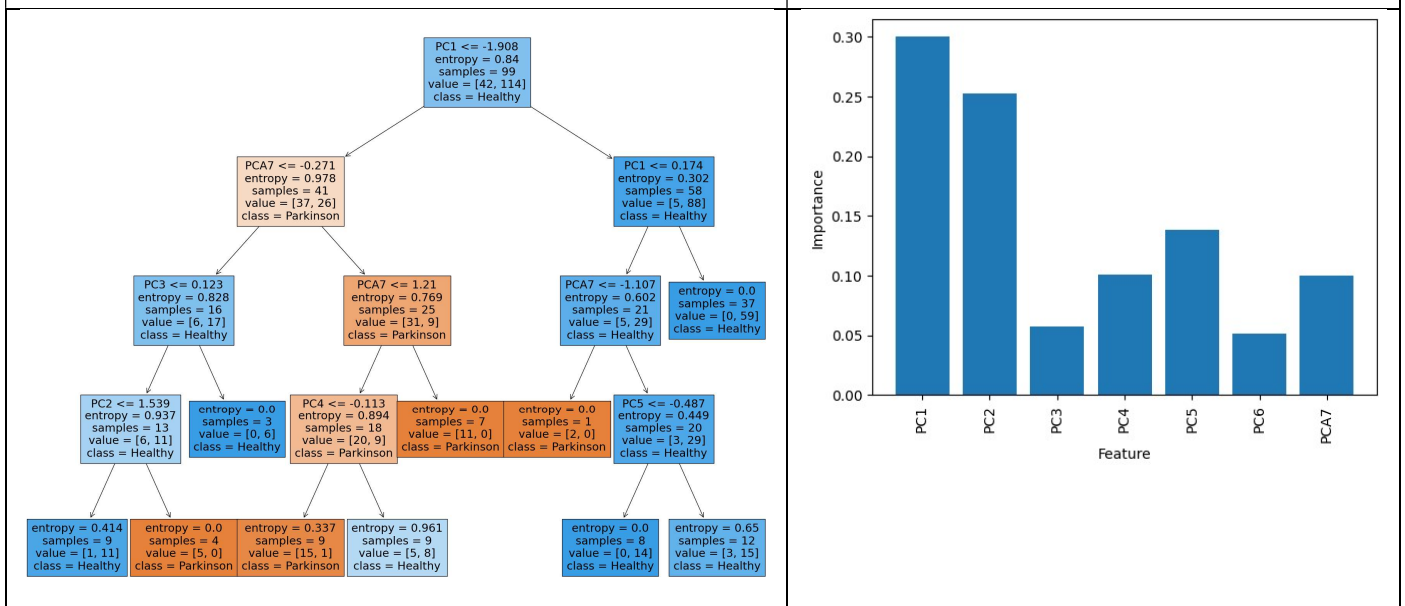 PC1 <= -1.908
entropy = 0.84
samples = 99
value = [42, 114]
class = Healthy
PCA7 <= -0.271
entropy = 0.978
samples = 41
value = [37, 26]
class = Parkinson
PC1 <= 0.174
entropy = 0.302
samples = 58
value = [5, 88]
class = Healthy
PC3 <= 0.123
entropy = 0.828
samples = 16
value = [6, 17]
class = Healthy
PCA7 <= 1.21
entropy = 0.769
samples = 25
value = [31, 9]
class = Parkinson
PCA7 <= -1.107
entropy = 0.602
samples = 21
value = [5, 29]
class = Healthy
entropy = 0.0
samples = 37
value = [0, 59]
class = Healthy
PC2 <= 1.539
entropy = 0.937
samples = 13
value = [6, 11]
class = Healthy
entropy = 0.0
samples = 3
value = [0, 6]
class = Healthy
PC4 <= -0.113
entropy = 0.894
samples = 18
value = [20, 9]
class = Parkinson
entropy = 0.0
samples = 7
value = [11, 0]
class = Parkinson
entropy = 0.0
samples = 1
value = [2, 0]
class = Parkinson
PC5 <= -0.487
entropy = 0.449
samples = 20
value = [3, 29]
class = Healthy
entropy = 0.414
samples = 9
value = [1, 11]
class = Healthy
entropy = 0.0
samples = 4
value = [5, 0]
class = Parkinson
entropy = 0.337
samples = 9
value = [15, 1]
class = Parkinson
entropy = 0.961
samples = 9
value = [5, 8]
class = Healthy
entropy = 0.0
samples = 8
value = [0, 14]
class = Healthy
entropy = 0.65
samples = 12
value = [3, 15]
class = Healthy
Importance
0.30
0.25
0.20
0.15
0.10
0.05
0.00
PC1
PC2
PC3
PC4
PC5
PC6
PCA7
Feature